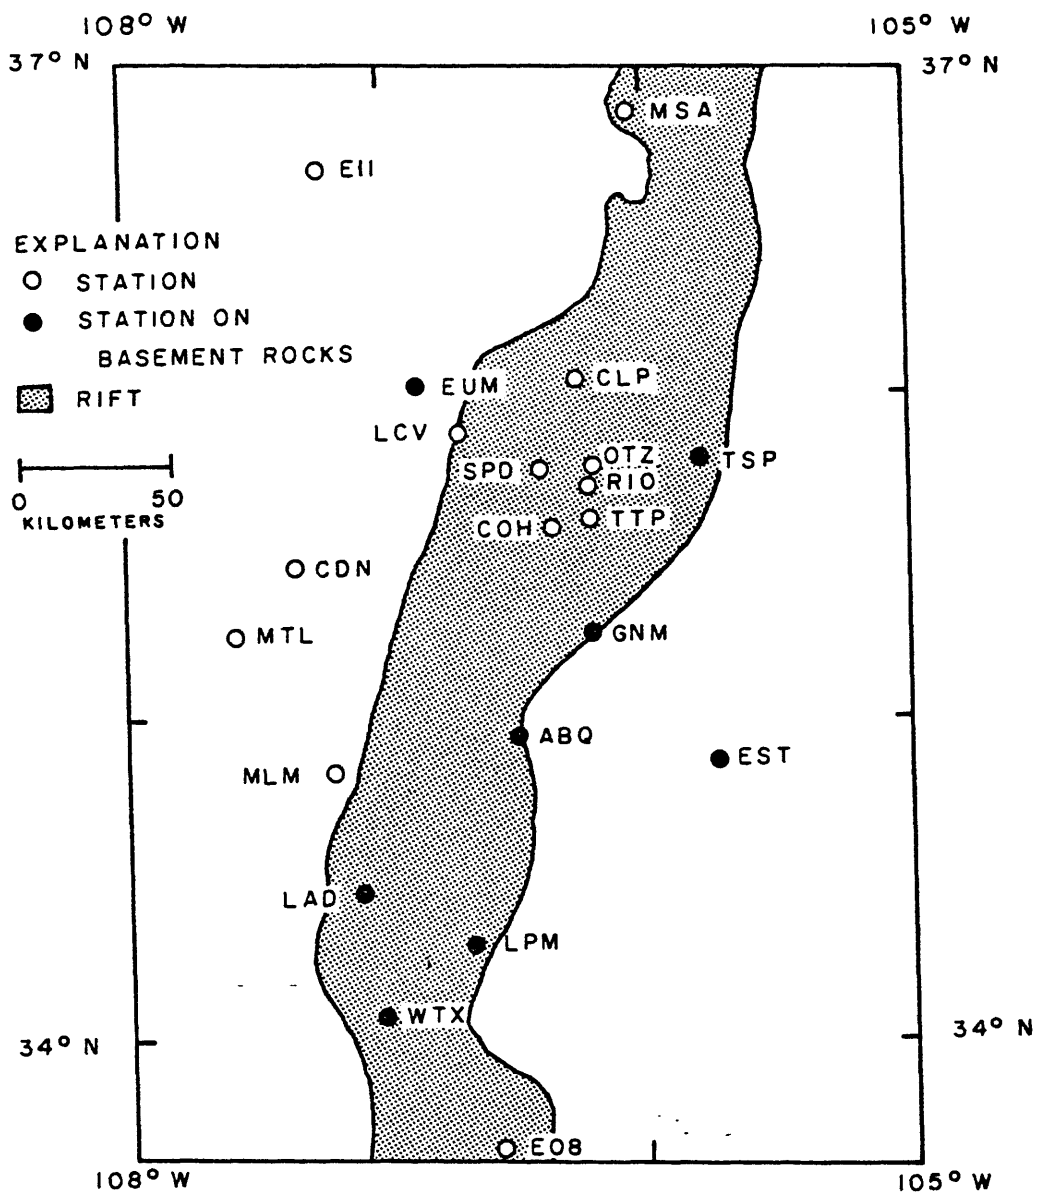 108° W
105° W
37° N
37° N
MSA
E11
EXPLANATION
STATION
STATION ON
BASEMENT ROCKS
RIFT
EUM
CLP
LCV
OTZ
TSP
SPD
RIO
0 50
KILOMETERS
TTP
COH
CDN
MTL
GNM
ABQ
EST
MLM
LAD
LPM
WTX
34° N
34° N
E08
108° W
105° W